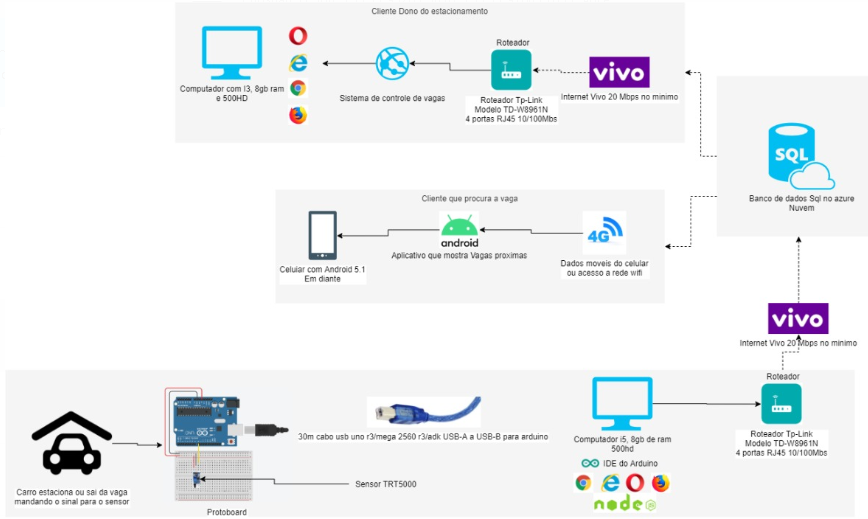 Cliente Dono do estacionamento
Roteador
vivo
Computador com I3, 8gb ram
e 500HD
Sistema de controle de vagas
Roteador Tp-Link
Modelo TD-W8961N
4 portas RJ45 10/100Mbs
Internet Vivo 20 Mbps no minimo
SQL
Banco de dados Sql no azure
Nuvem
Cliente que procura a vaga
4G
android
Celular com Android 5.1
Em diante
Aplicativo que mostra Vagas proximas
Dados moveis do celular
ou acesso a rede wifi
vivo
Internet Vivo 20 Mbps no minimo
Roteador
30m cabo usb uno r3/mega 2560 r3/adk USB-A a USB-B para arduino
Computador i5, 8gb de ram
500hd
Roteador Tp-Link
Modelo TD-W8961N
4 portas RJ45 10/100Mbs
IDE do Arduino
node
Carro estaciona ou sai da vaga
mandando o sinal para o sensor
Sensor TRT5000
Protoboard